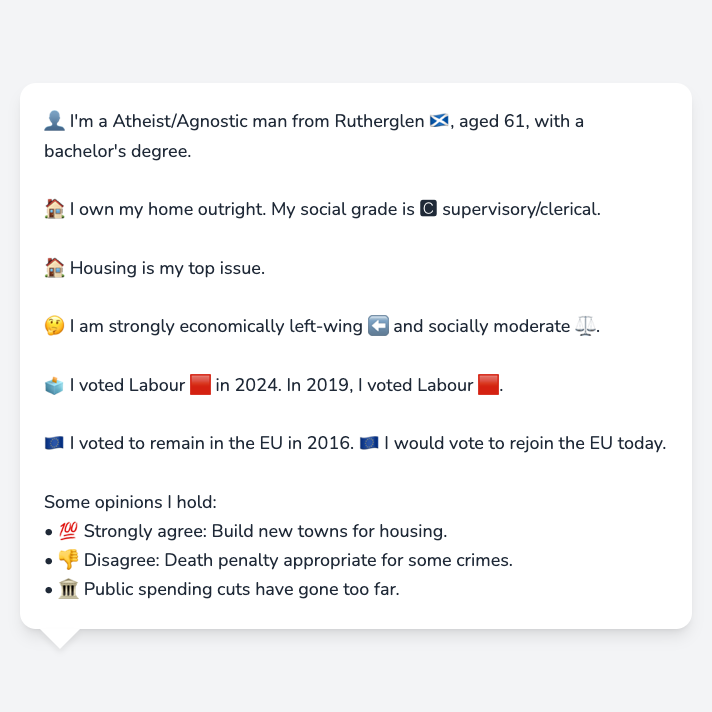 👤 I'm a Atheist/Agnostic man from Rutherglen 🏴󠁧󠁢󠁳󠁣󠁴󠁿, aged 61, with a
bachelor's degree.
🏠 I own my home outright. My social grade is 🅲 supervisory/clerical.
🏠 Housing is my top issue.
🤔 I am strongly economically left-wing ⬅️ and socially moderate ⚖️.
🗳️ I voted Labour 🟥 in 2024. In 2019, I voted Labour 🟥.
🇪🇺 I voted to remain in the EU in 2016. 🇪🇺 I would vote to rejoin the EU today.
Some opinions I hold:
• 💯 Strongly agree: Build new towns for housing.
• 👎 Disagree: Death penalty appropriate for some crimes.
• 🏛️ Public spending cuts have gone too far.